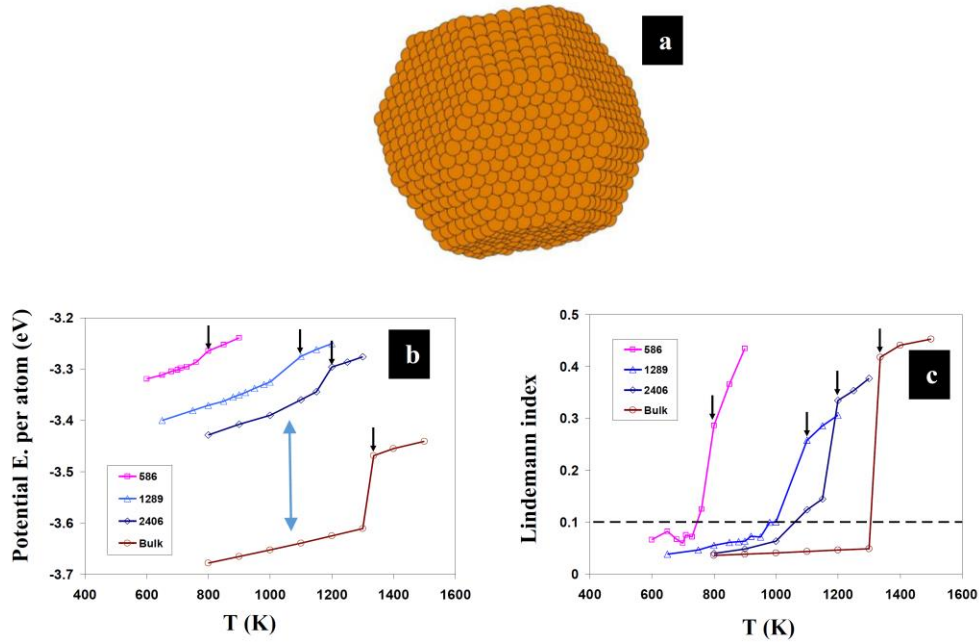 a
Potential E. per atom (eV)
-3.2
-3.3
-3.4
-3.5
-3.6
-3.7
b
586
1289
2406
Bulk
400 600 800 1000 1200 1400 1600
T (K)
Lindemann index
0.5
0.4
0.3
0.2
0.1
0
c
586
1289
2406
Bulk
400 600 800 1000 1200 1400 1600
T (K)